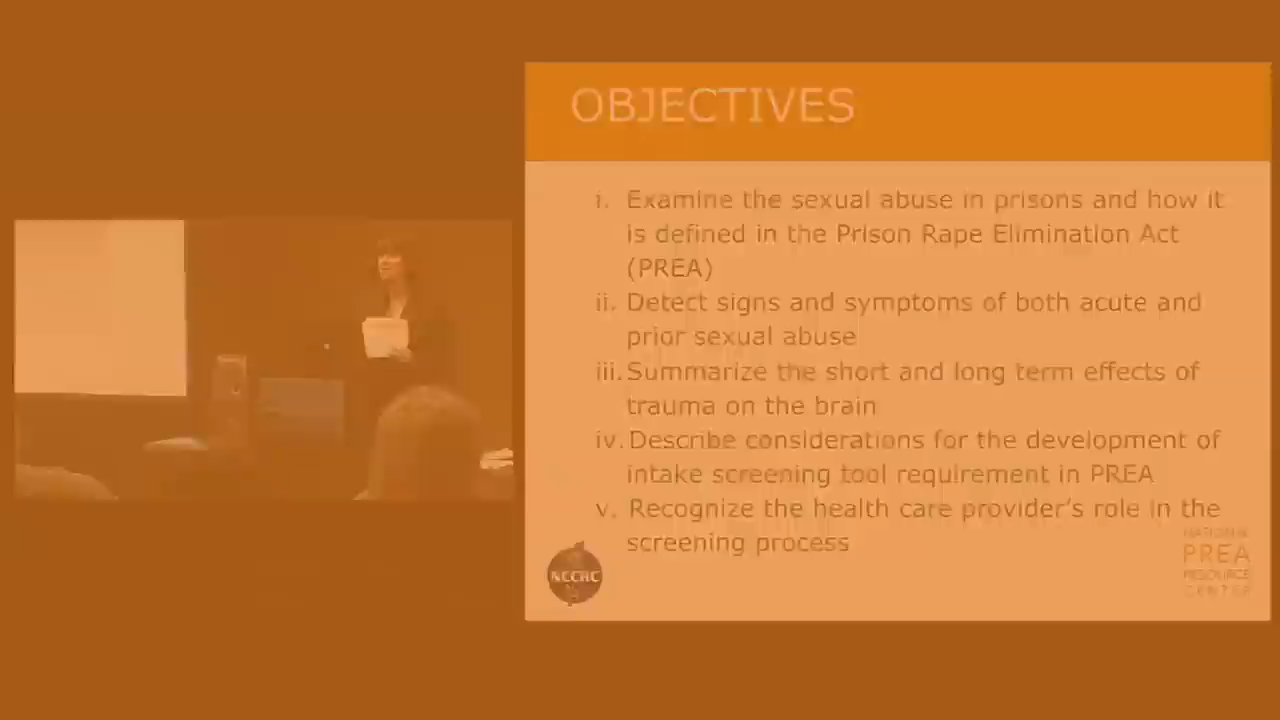 OBJECTIVES
i. Examine the sexual abuse in prisons and how it
is defined in the Prison Rape Elimination Act
(PREA)
ii. Detect signs and symptoms of both acute and
prior sexual abuse
iii. Summarize the short and long term effects of
trauma on the brain
iv. Describe considerations for the development of
intake screening tool requirement in PREA
v. Recognize the health care provider's role in the
screening process
NCCHC
NATIONAL
PREA
RESOURCE
CENTER